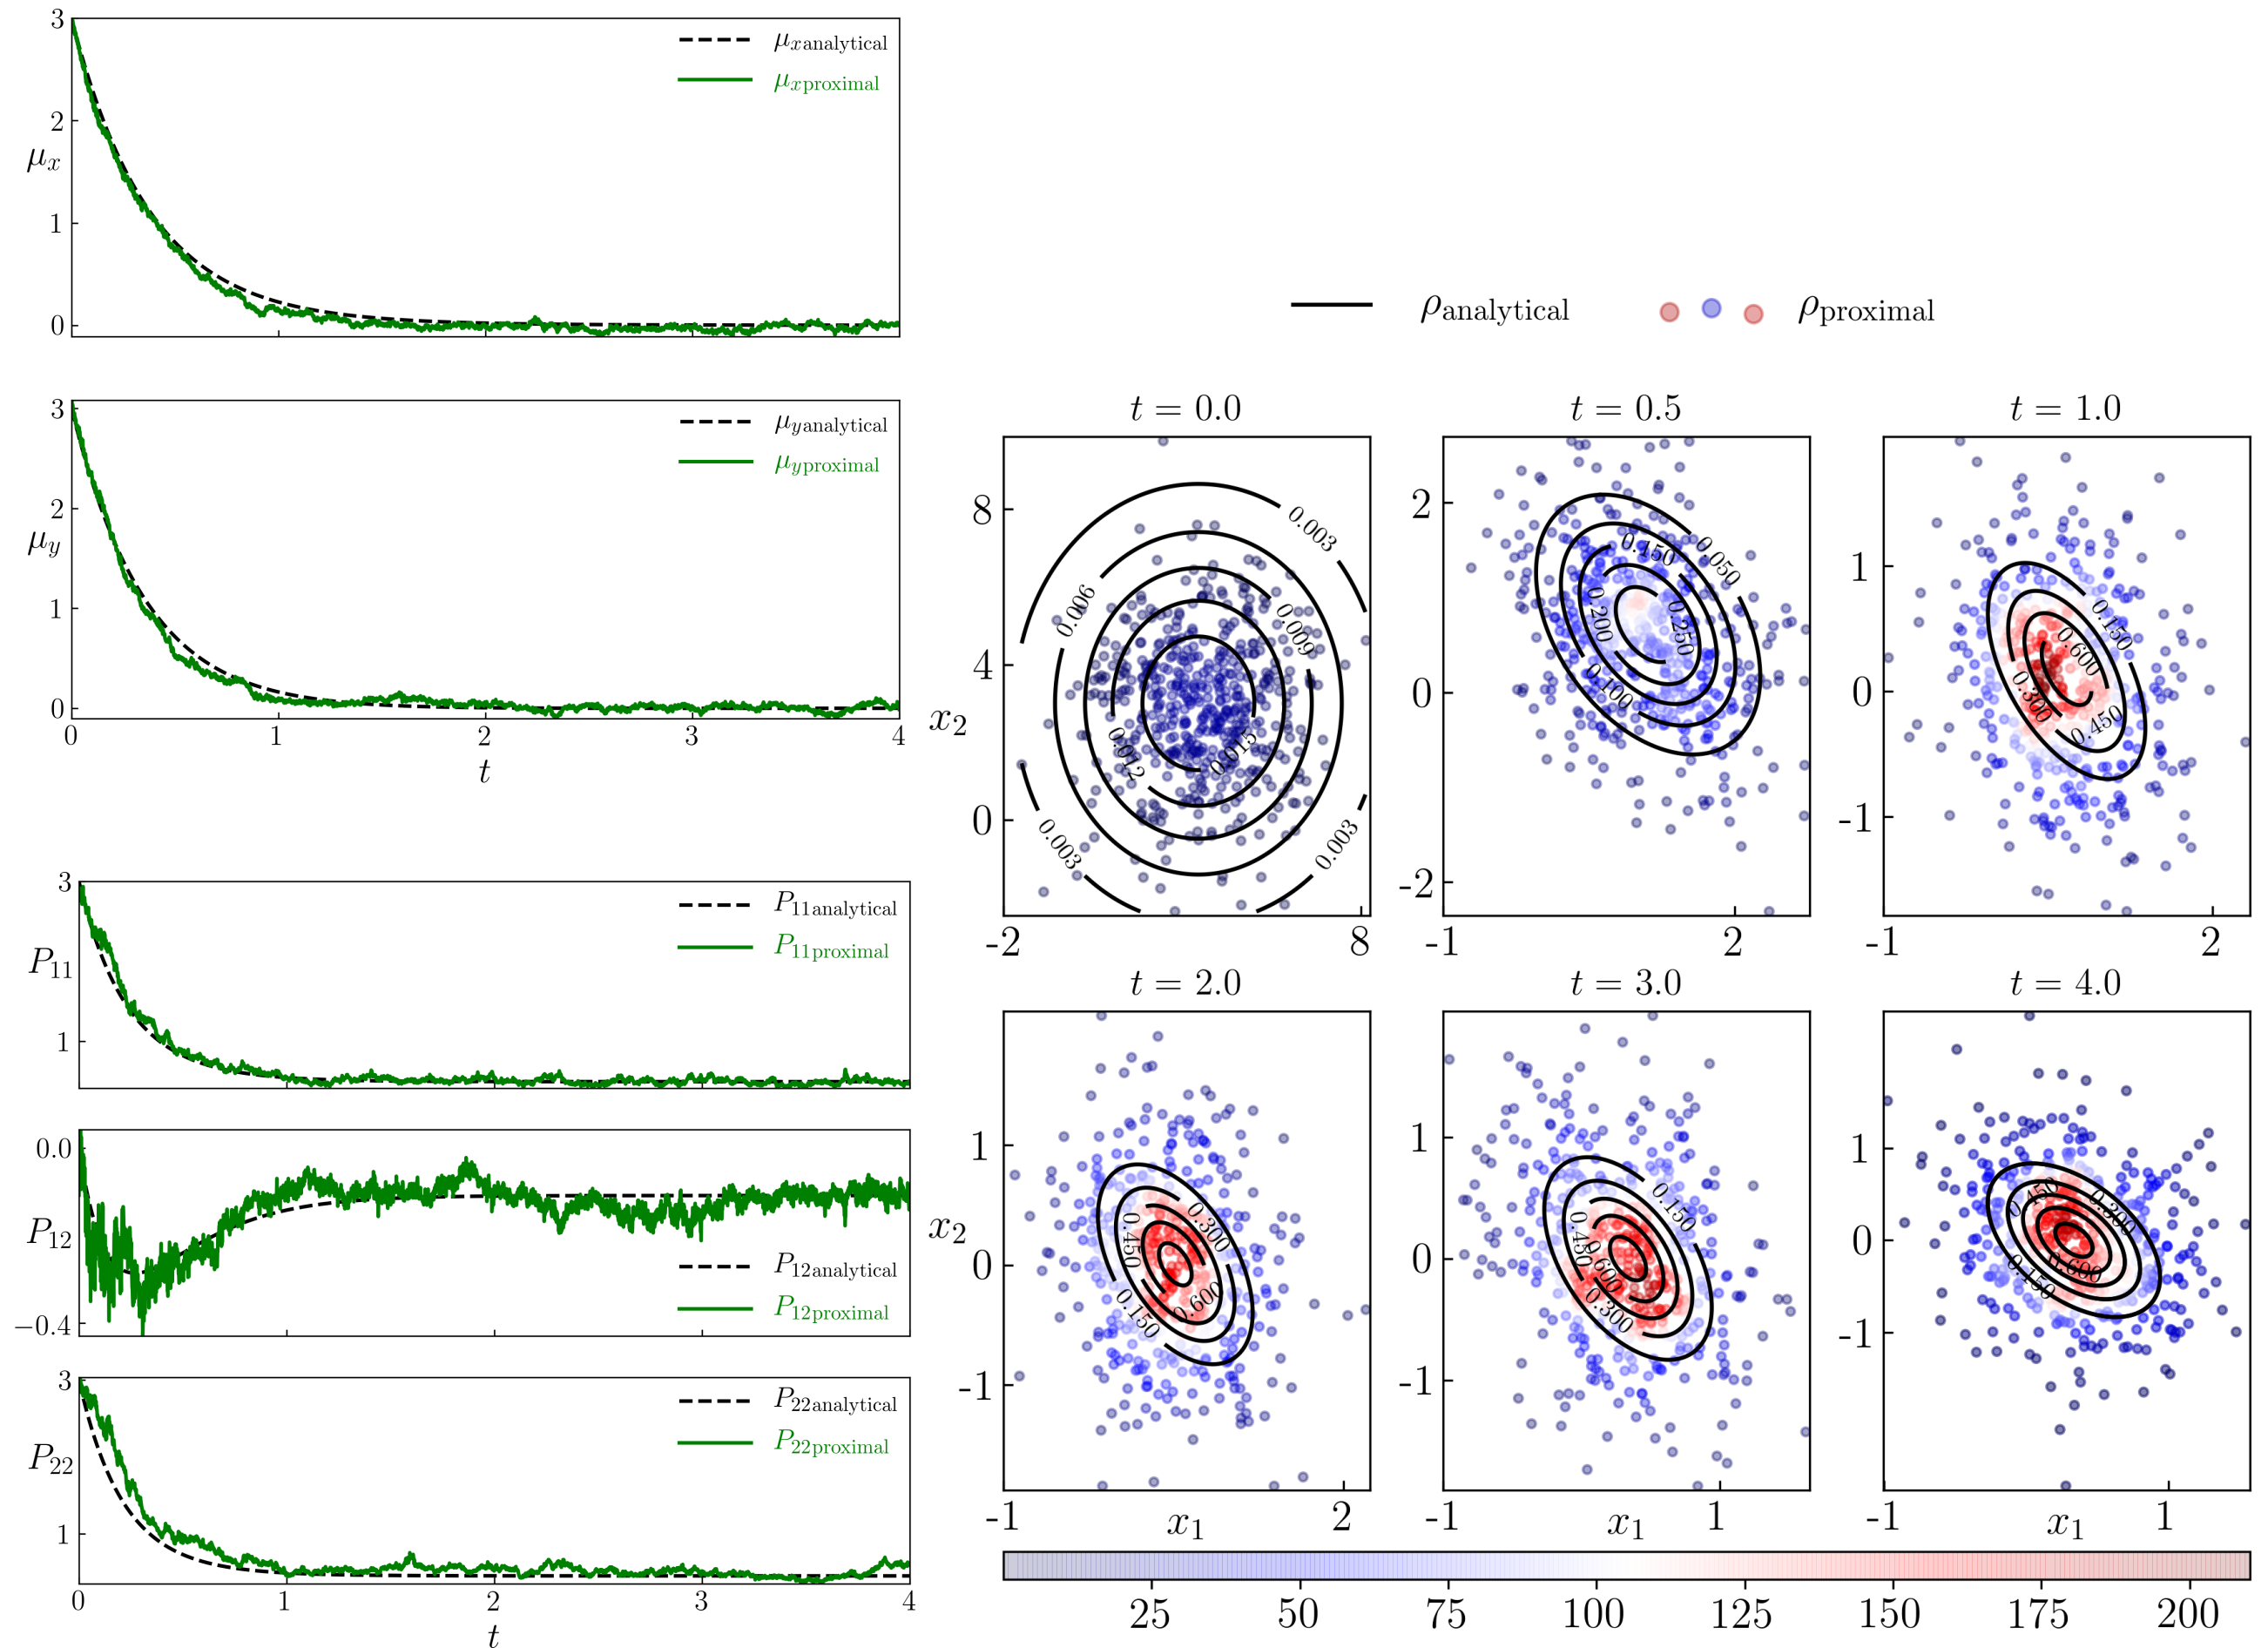 3
2
1
0
μx
μx analytical
μx proximal
3
2
1
0
μy
μy analytical
μy proximal
0 1 2 3 4
t
3
1
P11
P11 analytical
P11 proximal
0.0
−0.4
P12
P12 analytical
P12 proximal
3
1
P22
P22 analytical
P22 proximal
0 1 2 3 4
t
ρanalytical ρproximal
t = 0.0
8
4
0
x2
-2 8
0.003
0.006
0.009
0.012
0.015
0.003
0.003
t = 0.5
2
0
-2
-1 2
0.150
0.050
0.200
0.250
0.100
t = 1.0
1
0
-1
-1 2
0.150
0.600
0.300
0.450
t = 2.0
1
0
-1
x2
-1 2
x1
0.300
0.450
0.600
0.150
t = 3.0
1
0
-1
-1 1
x1
0.150
0.450
0.600
0.300
t = 4.0
1
0
-1
-1 1
x1
0.450
0.300
0.150
0.600
25 50 75 100 125 150 175 200